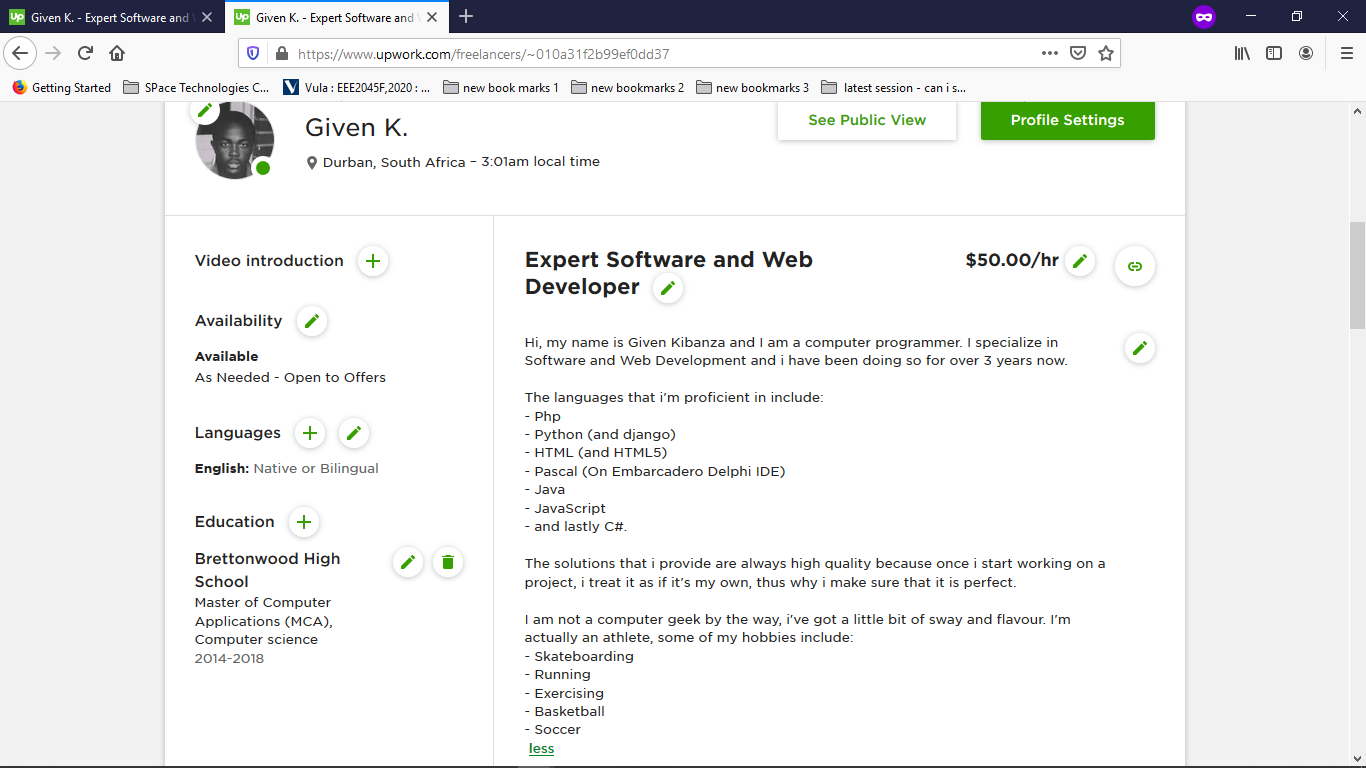 Given K. - Expert Software and W
Given K. - Expert Software and W
https://www.upwork.com/freelancers/~010a31f2b99ef0dd37
Getting Started
SPace Technologies C...
Vula : EEE2045F,2020 : ...
new book marks 1
new bookmarks 2
new bookmarks 3
latest session - can i s...
Given K.
Durban, South Africa – 3:01am local time
See Public View
Profile Settings
Video introduction
Availability
Available
As Needed - Open to Offers
Languages
English: Native or Bilingual
Education
Brettonwood High
School
Master of Computer
Applications (MCA),
Computer science
2014-2018
Expert Software and Web
Developer
$50.00/hr
Hi, my name is Given Kibanza and I am a computer programmer. I specialize in
Software and Web Development and i have been doing so for over 3 years now.
The languages that i'm proficient in include:
- Php
- Python (and django)
- HTML (and HTML5)
- Pascal (On Embarcadero Delphi IDE)
- Java
- JavaScript
- and lastly C#.
The solutions that i provide are always high quality because once i start working on a
project, i treat it as if it's my own, thus why i make sure that it is perfect.
I am not a computer geek by the way, i've got a little bit of sway and flavour. I'm
actually an athlete, some of my hobbies include:
- Skateboarding
- Running
- Exercising
- Basketball
- Soccer
less